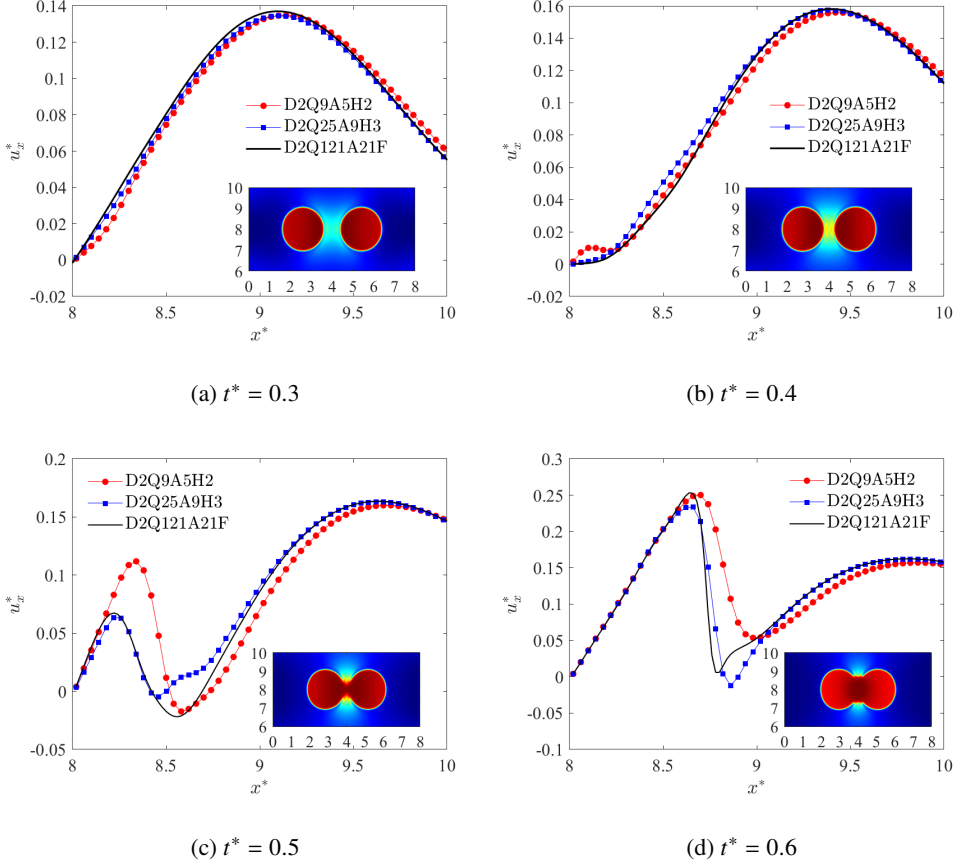 0.14
0.12
0.1
0.08
0.06
0.04
0.02
0
-0.02
u*x
D2Q9A5H2
D2Q25A9H3
D2Q121A21F
10
9
8
7
6
0 1 2 3 4 5 6 7 8
8 8.5 9 9.5 10
x*
(a) t* = 0.3
0.16
0.14
0.12
0.1
0.08
0.06
0.04
0.02
0
-0.02
u*x
D2Q9A5H2
D2Q25A9H3
D2Q121A21F
10
9
8
7
6
0 1 2 3 4 5 6 7 8
8 8.5 9 9.5 10
x*
(b) t* = 0.4
0.2
0.15
0.1
0.05
0
-0.05
u*x
D2Q9A5H2
D2Q25A9H3
D2Q121A21F
10
9
8
7
6
0 1 2 3 4 5 6 7 8
8 8.5 9 9.5 10
x*
(c) t* = 0.5
0.3
0.25
0.2
0.15
0.1
0.05
0
-0.05
-0.1
u*x
D2Q9A5H2
D2Q25A9H3
D2Q121A21F
10
9
8
7
6
0 1 2 3 4 5 6 7 8
8 8.5 9 9.5 10
x*
(d) t* = 0.6